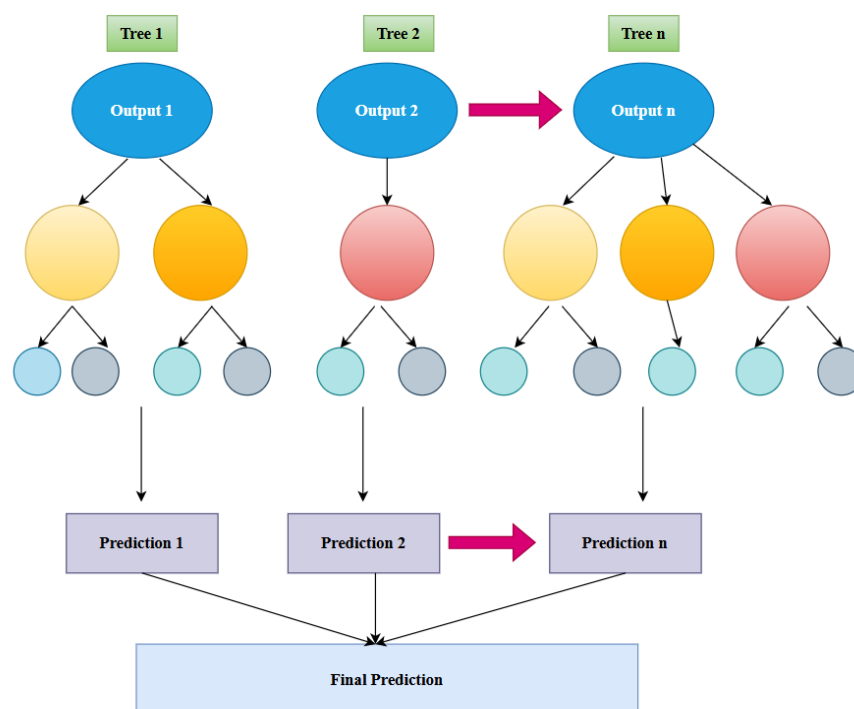 Tree 1
Tree 2
Tree n
Output 1
Output 2
Output n
Prediction 1
Prediction 2
Prediction n
Final Prediction